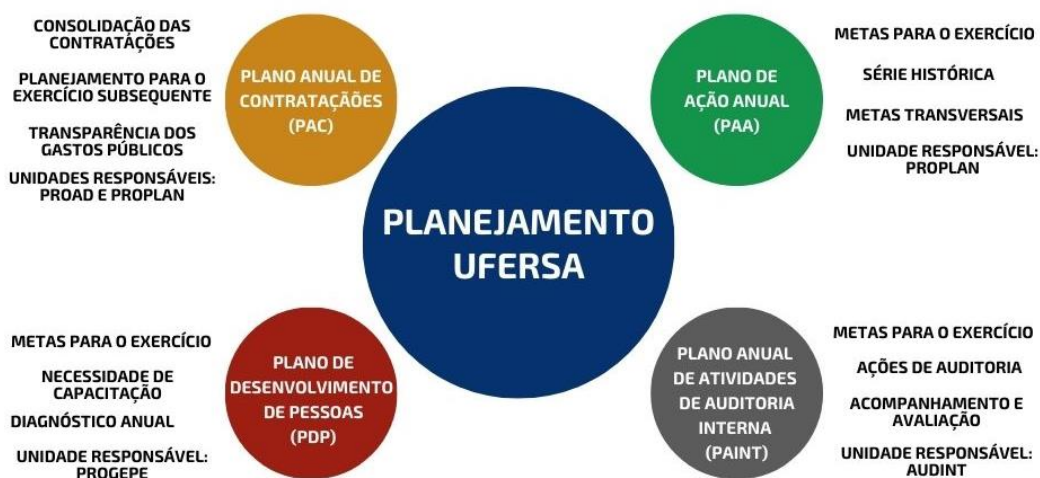 CONSOLIDAÇÃO DAS
CONTRATAÇÕES
PLANEJAMENTO PARA O
EXERCÍCIO SUBSEQUENTE
TRANSPARÊNCIA DOS
GASTOS PÚBLICOS
UNIDADES RESPONSÁVEIS:
PROAD E PROPLAN
PLANO ANUAL DE
CONTRATAÇÃÕES
(PAC)
PLANO DE
AÇÃO ANUAL
(PAA)
METAS PARA O EXERCÍCIO
SÉRIE HISTÓRICA
METAS TRANSVERSAIS
UNIDADE RESPONSÁVEL:
PROPLAN
PLANEJAMENTO
UFERSA
METAS PARA O EXERCÍCIO
NECESSIDADE DE
CAPACITAÇÃO
DIAGNÓSTICO ANUAL
UNIDADE RESPONSÁVEL:
PROGEPE
PLANO DE
DESENVOLVIMENTO
DE PESSOAS
(PDP)
PLANO ANUAL
DE ATIVIDADES
DE AUDITORIA
INTERNA
(PAINT)
METAS PARA O EXERCÍCIO
AÇÕES DE AUDITORIA
ACOMPANHAMENTO E
AVALIAÇÃO
UNIDADE RESPONSÁVEL:
AUDINT